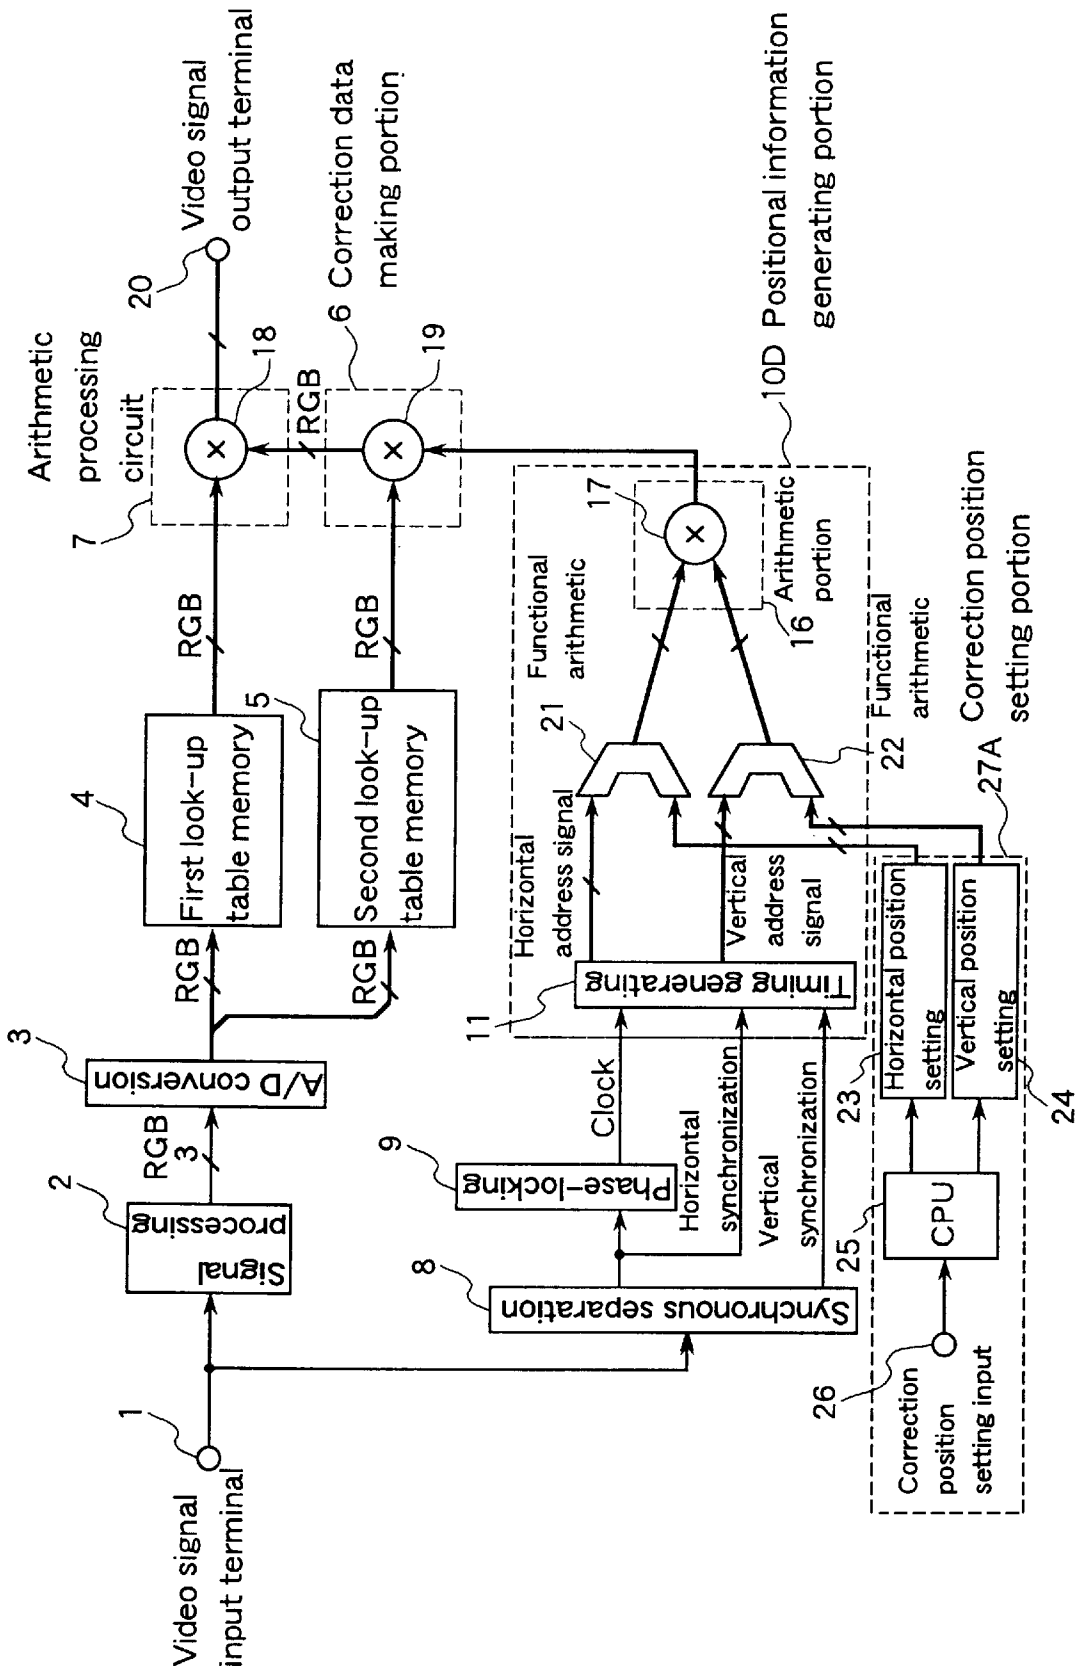 Video signal
input terminal
1
2
Signal
processing
RGB
3
3
A/D conversion
RGB
RGB
4
First look-up
table memory
5
Second look-up
table memory
RGB
RGB
Arithmetic
processing
circuit
7
18
RGB
6 Correction data
making portion
19
20
Video signal
output terminal
8
Synchronous separation
9
Phase-locking
Clock
Horizontal
synchronization
Vertical
synchronization
11
Timing generating
Horizontal
address signal
Vertical
address
signal
21
Functional
arithmetic
22
Functional
arithmetic
17
16
Arithmetic
portion
10D Positional information
generating portion
Correction
position
setting input
26
25
CPU
23
Horizontal position
setting
Vertical position
setting
24
27A
Correction position
setting portion